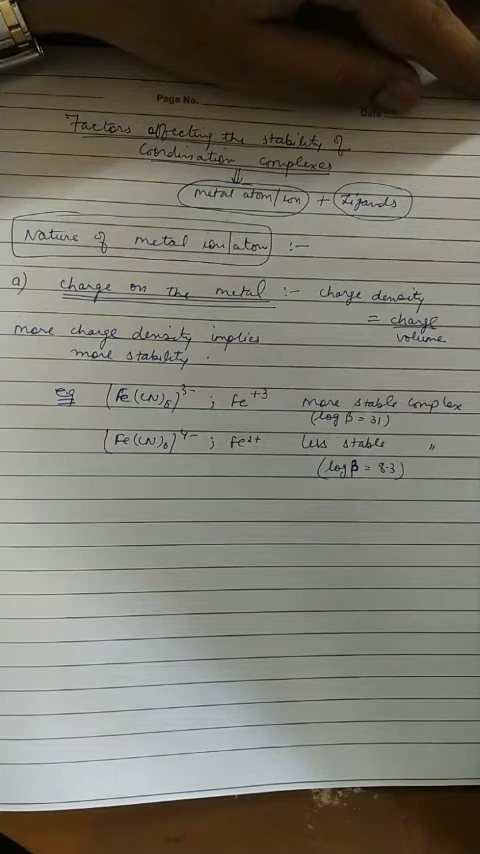 Page No.
Date
Factors affecting the stability of
Coordination complexes
⇓
metal atom/ion + Ligands
Nature of metal ion/atom :-
a) charge on the metal :- charge density
= charge
volume
more charge density implies
more stability.
eg [Fe(CN)6]3- ; Fe+3 more stable complex
(log β = 31)
[Fe(CN)6]4- ; Fe2+ less stable "
(log β = 8.3)